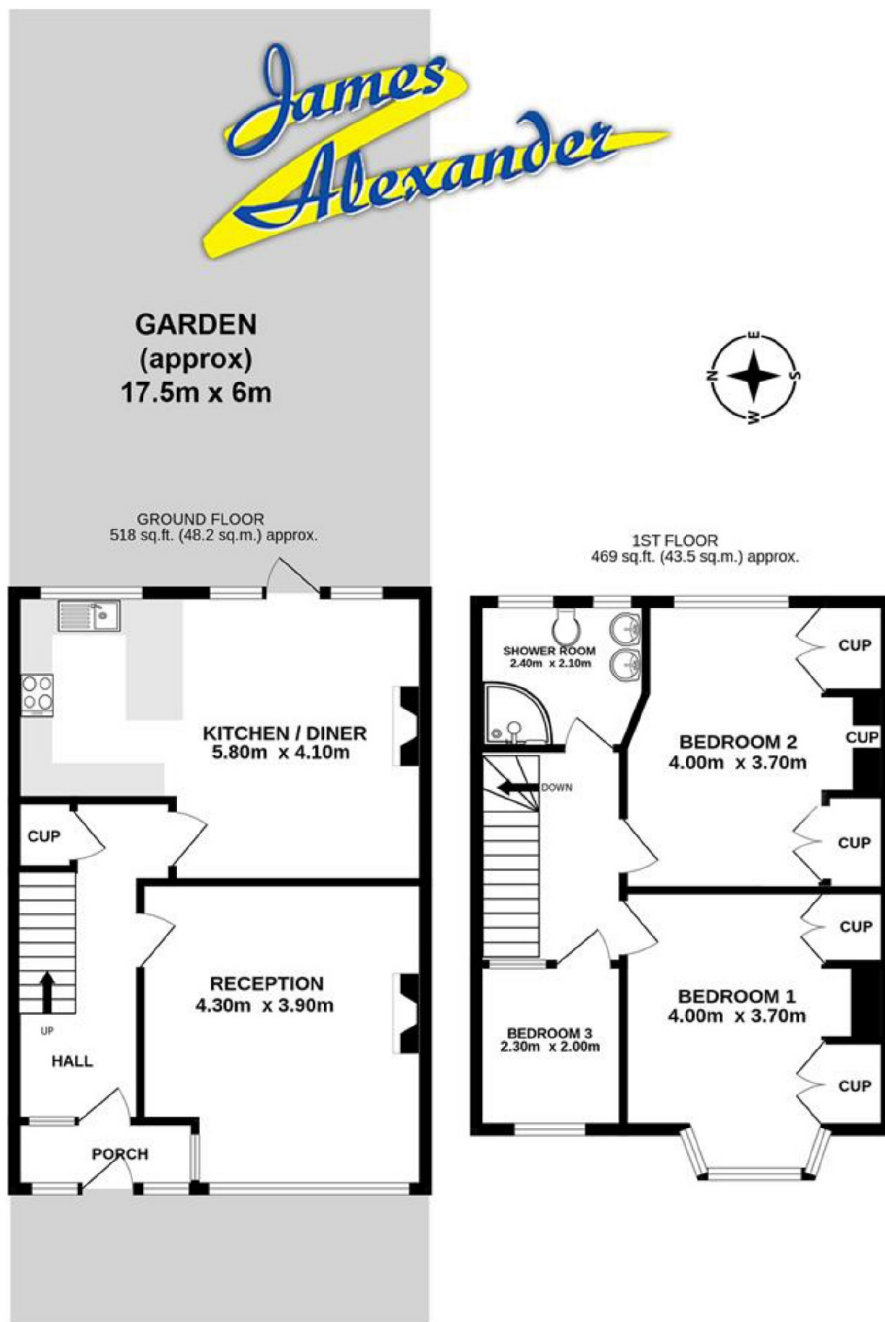 James
Alexander
GARDEN
(approx)
17.5m x 6m
N
E
S
W
GROUND FLOOR
518 sq.ft. (48.2 sq.m.) approx.
KITCHEN / DINER
5.80m x 4.10m
CUP
RECEPTION
4.30m x 3.90m
UP
HALL
PORCH
1ST FLOOR
469 sq.ft. (43.5 sq.m.) approx.
SHOWER ROOM
2.40m x 2.10m
CUP
BEDROOM 2
4.00m x 3.70m
CUP
DOWN
CUP
CUP
BEDROOM 1
4.00m x 3.70m
BEDROOM 3
2.30m x 2.00m
CUP